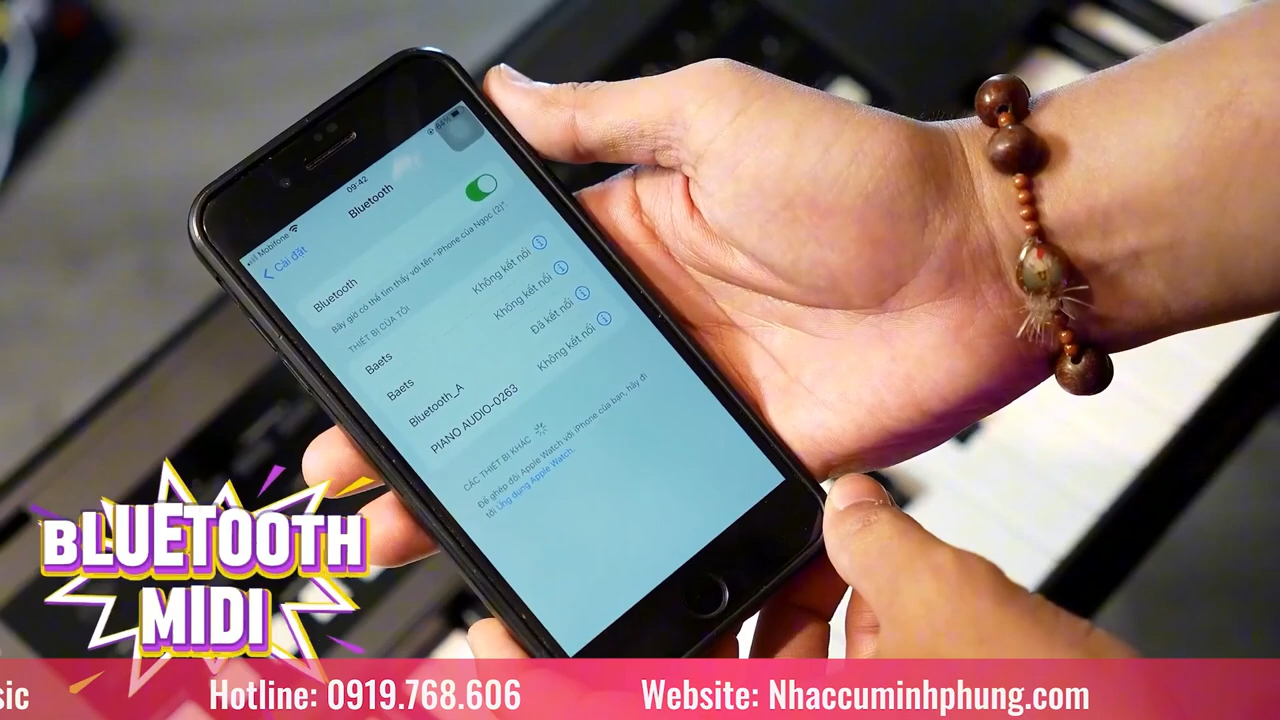 Mobifone
09:42
64%
Cài đặt
Bluetooth
Bluetooth
Bây giờ có thể tìm thấy với tên "iPhone của Ngọc (2)".
THIẾT BỊ CỦA TÔI
Baets Không kết nối
Baets Không kết nối
Bluetooth_A Đã kết nối
PIANO AUDIO-0263 Không kết nối
CÁC THIẾT BỊ KHÁC
Để ghép đôi Apple Watch với iPhone của bạn, hãy đi
tới Ứng dụng Apple Watch.
BLUETOOTH
MIDI
sic Hotline: 0919.768.606 Website: Nhaccuminhphung.com